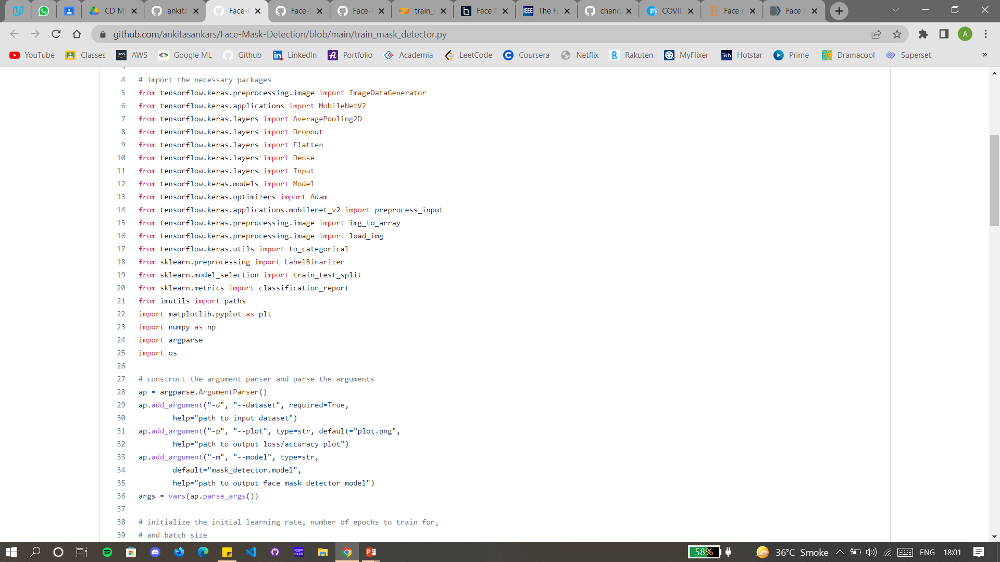 CD Mi
ankita
Face-
Face-
Face-
train_
Face M
IEEE
The Fa
chand
py
COVID
E
Face m
Face m
github.com/ankitasankars/Face-Mask-Detection/blob/main/train_mask_detector.py
A
YouTube
Classes
aws
AWS
Google ML
Github
LinkedIn
Portfolio
Academia
LeetCode
Coursera
Netflix
Rakuten
MyFlixer
Hotstar
Prime
Dramacool
Superset
»
4 # import the necessary packages
5 from tensorflow.keras.preprocessing.image import ImageDataGenerator
6 from tensorflow.keras.applications import MobileNetV2
7 from tensorflow.keras.layers import AveragePooling2D
8 from tensorflow.keras.layers import Dropout
9 from tensorflow.keras.layers import Flatten
10 from tensorflow.keras.layers import Dense
11 from tensorflow.keras.layers import Input
12 from tensorflow.keras.models import Model
13 from tensorflow.keras.optimizers import Adam
14 from tensorflow.keras.applications.mobilenet_v2 import preprocess_input
15 from tensorflow.keras.preprocessing.image import img_to_array
16 from tensorflow.keras.preprocessing.image import load_img
17 from tensorflow.keras.utils import to_categorical
18 from sklearn.preprocessing import LabelBinarizer
19 from sklearn.model_selection import train_test_split
20 from sklearn.metrics import classification_report
21 from imutils import paths
22 import matplotlib.pyplot as plt
23 import numpy as np
24 import argparse
25 import os
26
27 # construct the argument parser and parse the arguments
28 ap = argparse.ArgumentParser()
29 ap.add_argument("-d", "--dataset", required=True,
30 help="path to input dataset")
31 ap.add_argument("-p", "--plot", type=str, default="plot.png",
32 help="path to output loss/accuracy plot")
33 ap.add_argument("-m", "--model", type=str,
34 default="mask_detector.model",
35 help="path to output face mask detector model")
36 args = vars(ap.parse_args())
37
38 # initialize the initial learning rate, number of epochs to train for,
39 # and batch size
58%
36°C Smoke
ENG
18:01